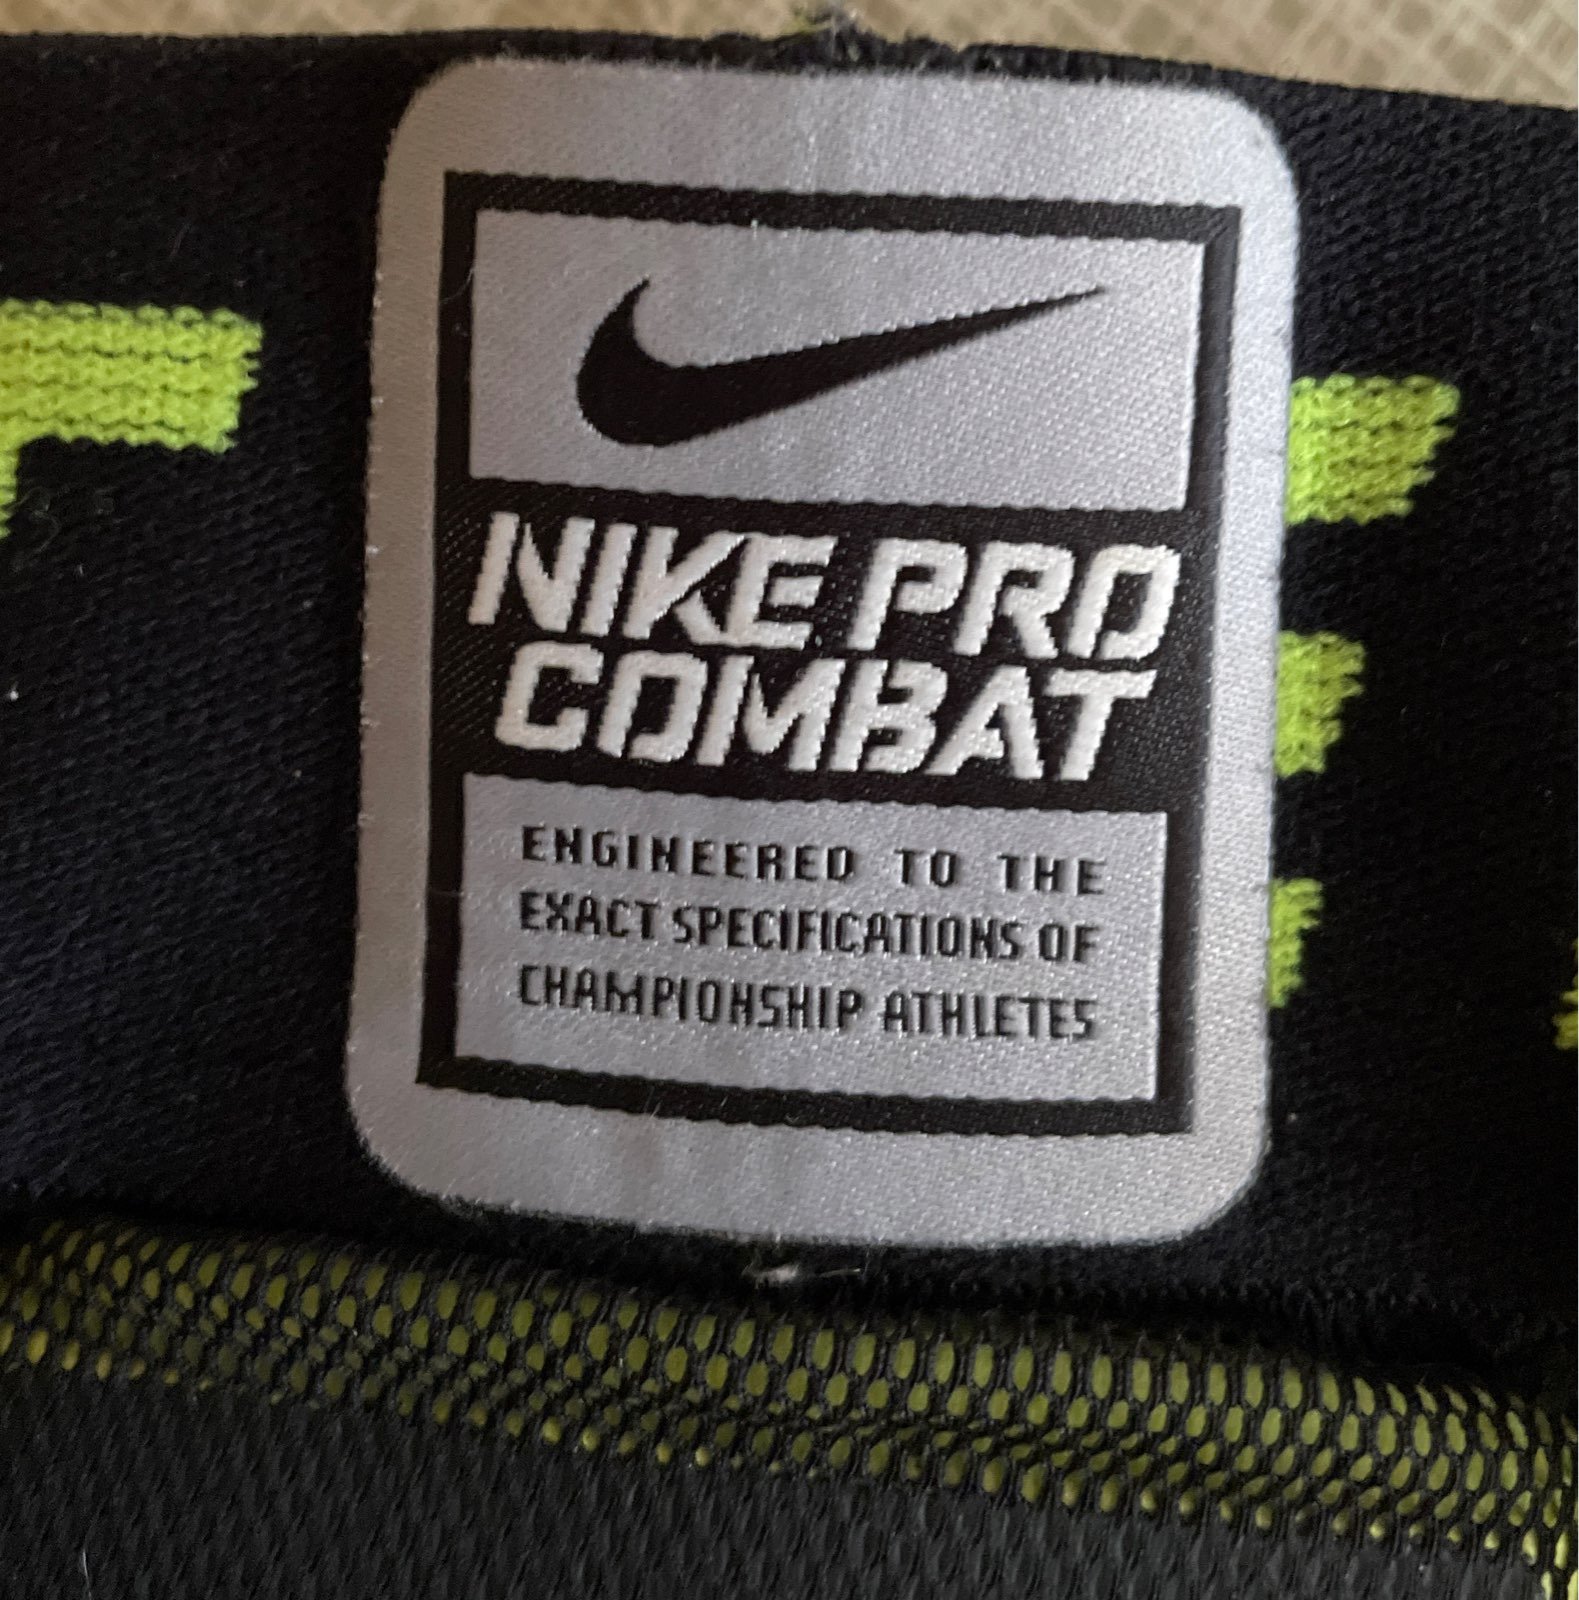 NIKE PRO
COMBAT
ENGINEERED TO THE
EXACT SPECIFICATIONS OF
CHAMPIONSHIP ATHLETES